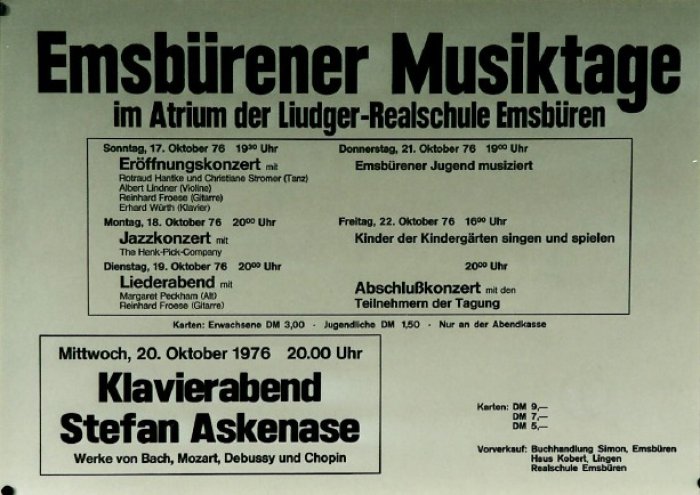 Emsbürener Musiktage
im Atrium der Liudger-Realschule Emsbüren
Sonntag, 17. Oktober 76 19³⁰ Uhr
Eröffnungskonzert mit
Rotraud Hantke und Christiane Stromer (Tanz)
Albert Lindner (Violine)
Reinhard Froese (Gitarre)
Erhard Würth (Klavier)
Montag, 18. Oktober 76 20⁰⁰ Uhr
Jazzkonzert mit
The Henk-Pick-Company
Dienstag, 19. Oktober 76 20⁰⁰ Uhr
Liederabend mit
Margaret Peckham (Alt)
Reinhard Froese (Gitarre)
Donnerstag, 21. Oktober 76 19⁰⁰ Uhr
Emsbürener Jugend musiziert
Freitag, 22. Oktober 76 16⁰⁰ Uhr
Kinder der Kindergärten singen und spielen
20⁰⁰ Uhr
Abschlußkonzert mit den
Teilnehmern der Tagung
Karten: Erwachsene DM 3,00 · Jugendliche DM 1,50 · Nur an der Abendkasse
Mittwoch, 20. Oktober 1976 20.00 Uhr
Klavierabend
Stefan Askenase
Werke von Bach, Mozart, Debussy und Chopin
Karten: DM 9,—
DM 7,—
DM 5,—
Vorverkauf: Buchhandlung Simon, Emsbüren
Haus Kobert, Lingen
Realschule Emsbüren